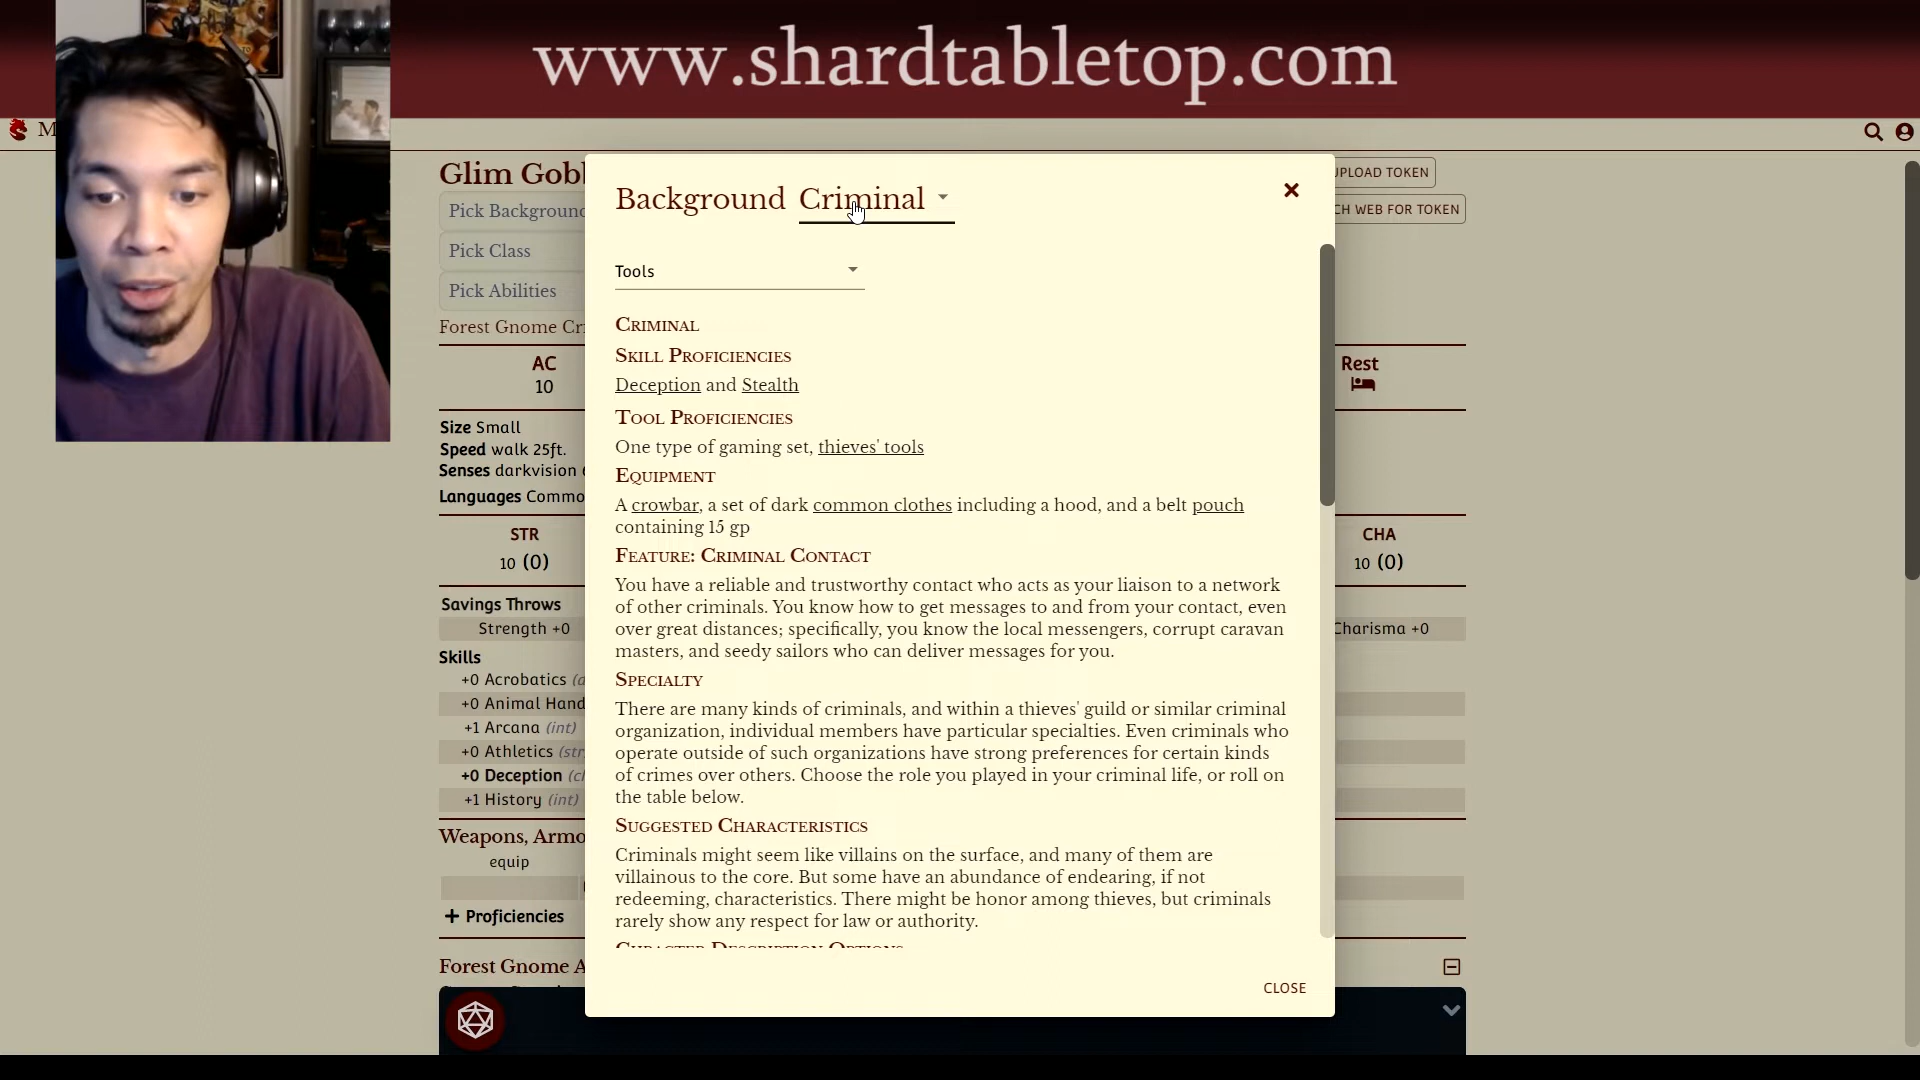 www.shardtabletop.com
M
Glim Gobb
UPLOAD TOKEN
CH WEB FOR TOKEN
Pick Background
Pick Class
Pick Abilities
Forest Gnome Cri
AC
10
Rest
Size Small
Speed walk 25ft.
Senses darkvision
Languages Commo
STR
10 (0)
CHA
10 (0)
Savings Throws
Strength +0
Charisma +0
Skills
+0 Acrobatics
+0 Animal Hand
+1 Arcana (int)
+0 Athletics (str
+0 Deception
+1 History (int)
Weapons, Armo
equip
+ Proficiencies
Forest Gnome A
Background Criminal
Tools
Criminal
Skill Proficiencies
Deception and Stealth
Tool Proficiencies
One type of gaming set, thieves' tools
Equipment
A crowbar, a set of dark common clothes including a hood, and a belt pouch
containing 15 gp
Feature: Criminal Contact
You have a reliable and trustworthy contact who acts as your liaison to a network
of other criminals. You know how to get messages to and from your contact, even
over great distances; specifically, you know the local messengers, corrupt caravan
masters, and seedy sailors who can deliver messages for you.
Specialty
There are many kinds of criminals, and within a thieves' guild or similar criminal
organization, individual members have particular specialties. Even criminals who
operate outside of such organizations have strong preferences for certain kinds
of crimes over others. Choose the role you played in your criminal life, or roll on
the table below.
Suggested Characteristics
Criminals might seem like villains on the surface, and many of them are
villainous to the core. But some have an abundance of endearing, if not
redeeming, characteristics. There might be honor among thieves, but criminals
rarely show any respect for law or authority.
CLOSE